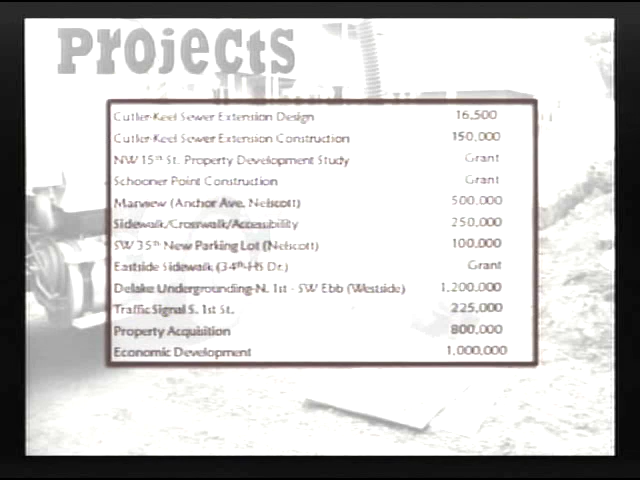 Projects
Cutler-Keel Sewer Extension Design 16,500
Cutler-Keel Sewer Extension Construction 150,000
NW 15th St. Property Development Study Grant
Schooner Point Construction Grant
Marview (Anchor Ave. Nelscott) 500,000
Sidewalk/Crosswalk/Accessibility 250,000
SW 35th New Parking Lot (Nelscott) 100,000
Eastside Sidewalk (34th-HS Dr.) Grant
Delake Undergrounding-N. 1st - SW Ebb (Westside) 1,200,000
Traffic Signal S. 1st St. 225,000
Property Acquisition 800,000
Economic Development 1,000,000